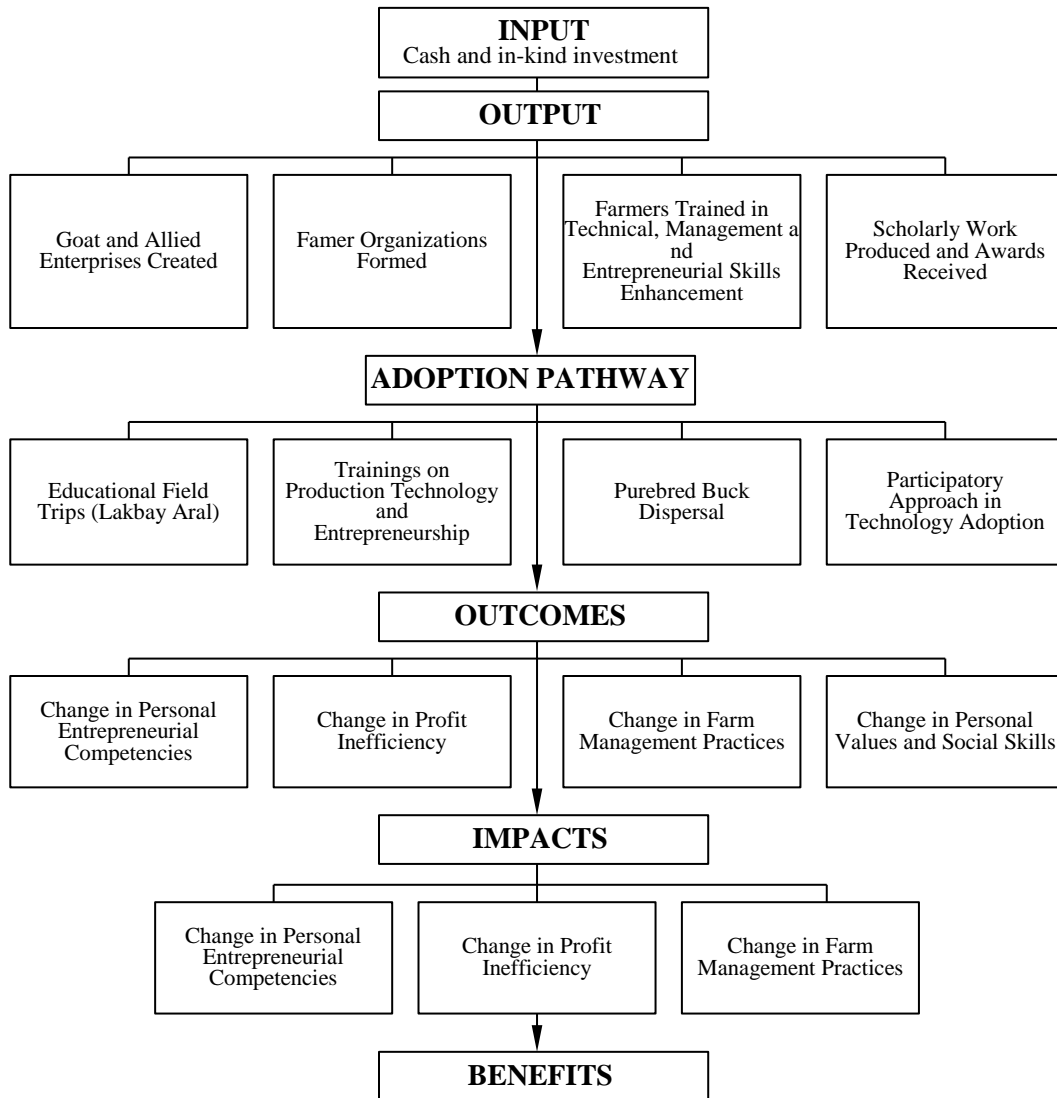 INPUT
Cash and in-kind investment
OUTPUT
Goat and Allied
Enterprises Created
Famer Organizations
Formed
Farmers Trained in
Technical, Management a
nd
Entrepreneurial Skills
Enhancement
Scholarly Work
Produced and Awards
Received
ADOPTION PATHWAY
Educational Field
Trips (Lakbay Aral)
Trainings on
Production Technology
and
Entrepreneurship
Purebred Buck
Dispersal
Participatory
Approach in
Technology Adoption
OUTCOMES
Change in Personal
Entrepreneurial
Competencies
Change in Profit
Inefficiency
Change in Farm
Management Practices
Change in Personal
Values and Social Skills
IMPACTS
Change in Personal
Entrepreneurial
Competencies
Change in Profit
Inefficiency
Change in Farm
Management Practices
BENEFITS